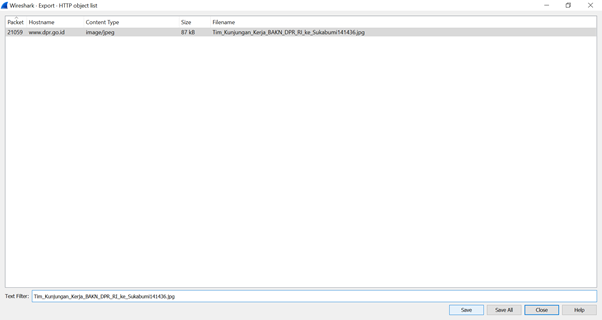 Wireshark · Export · HTTP object list
Packet Hostname Content Type Size Filename
21059 www.dpr.go.id image/jpeg 87 kB Tim_Kunjungan_Kerja_BAKN_DPR_RI_ke_Sukabumi141436.jpg
Text Filter: Tim_Kunjungan_Kerja_BAKN_DPR_RI_ke_Sukabumi141436.jpg
Save Save All Close Help